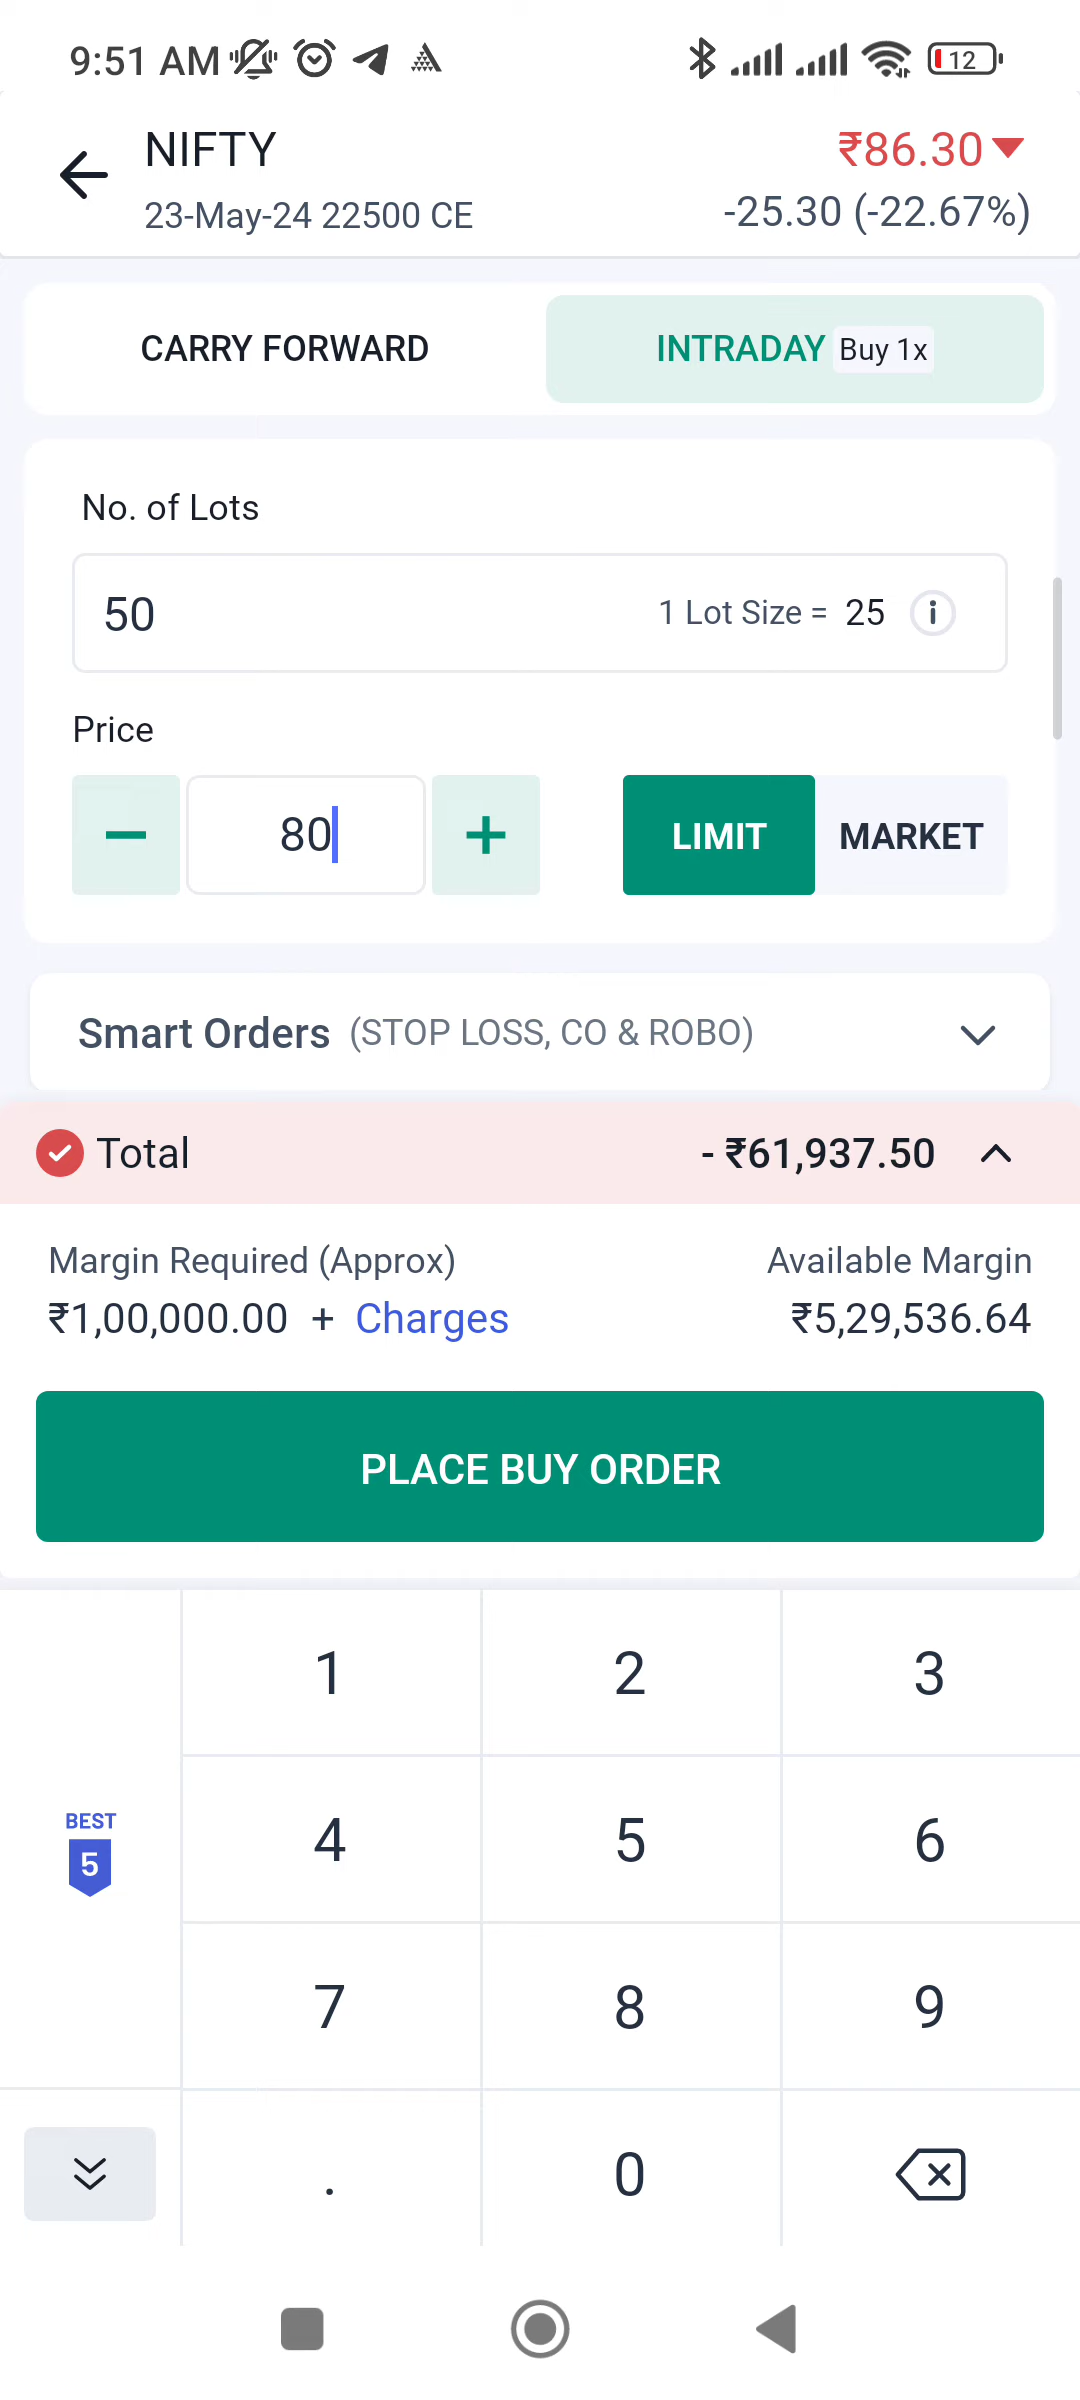 9:51 AM
12
NIFTY
₹86.30
23-May-24 22500 CE
-25.30 (-22.67%)
CARRY FORWARD
INTRADAY Buy 1x
No. of Lots
50
1 Lot Size = 25
Price
80
LIMIT
MARKET
Smart Orders (STOP LOSS, CO & ROBO)
Total
- ₹61,937.50
Margin Required (Approx)
Available Margin
₹1,00,000.00 + Charges
₹5,29,536.64
PLACE BUY ORDER
1 2 3
4 5 6
BEST
5
7 8 9
. 0